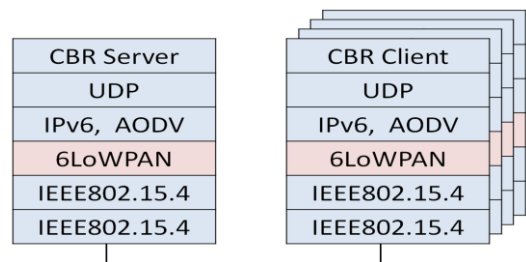 CBR Server
UDP
IPv6, AODV
6LoWPAN
IEEE802.15.4
IEEE802.15.4
CBR Client
UDP
IPv6, AODV
6LoWPAN
IEEE802.15.4
IEEE802.15.4